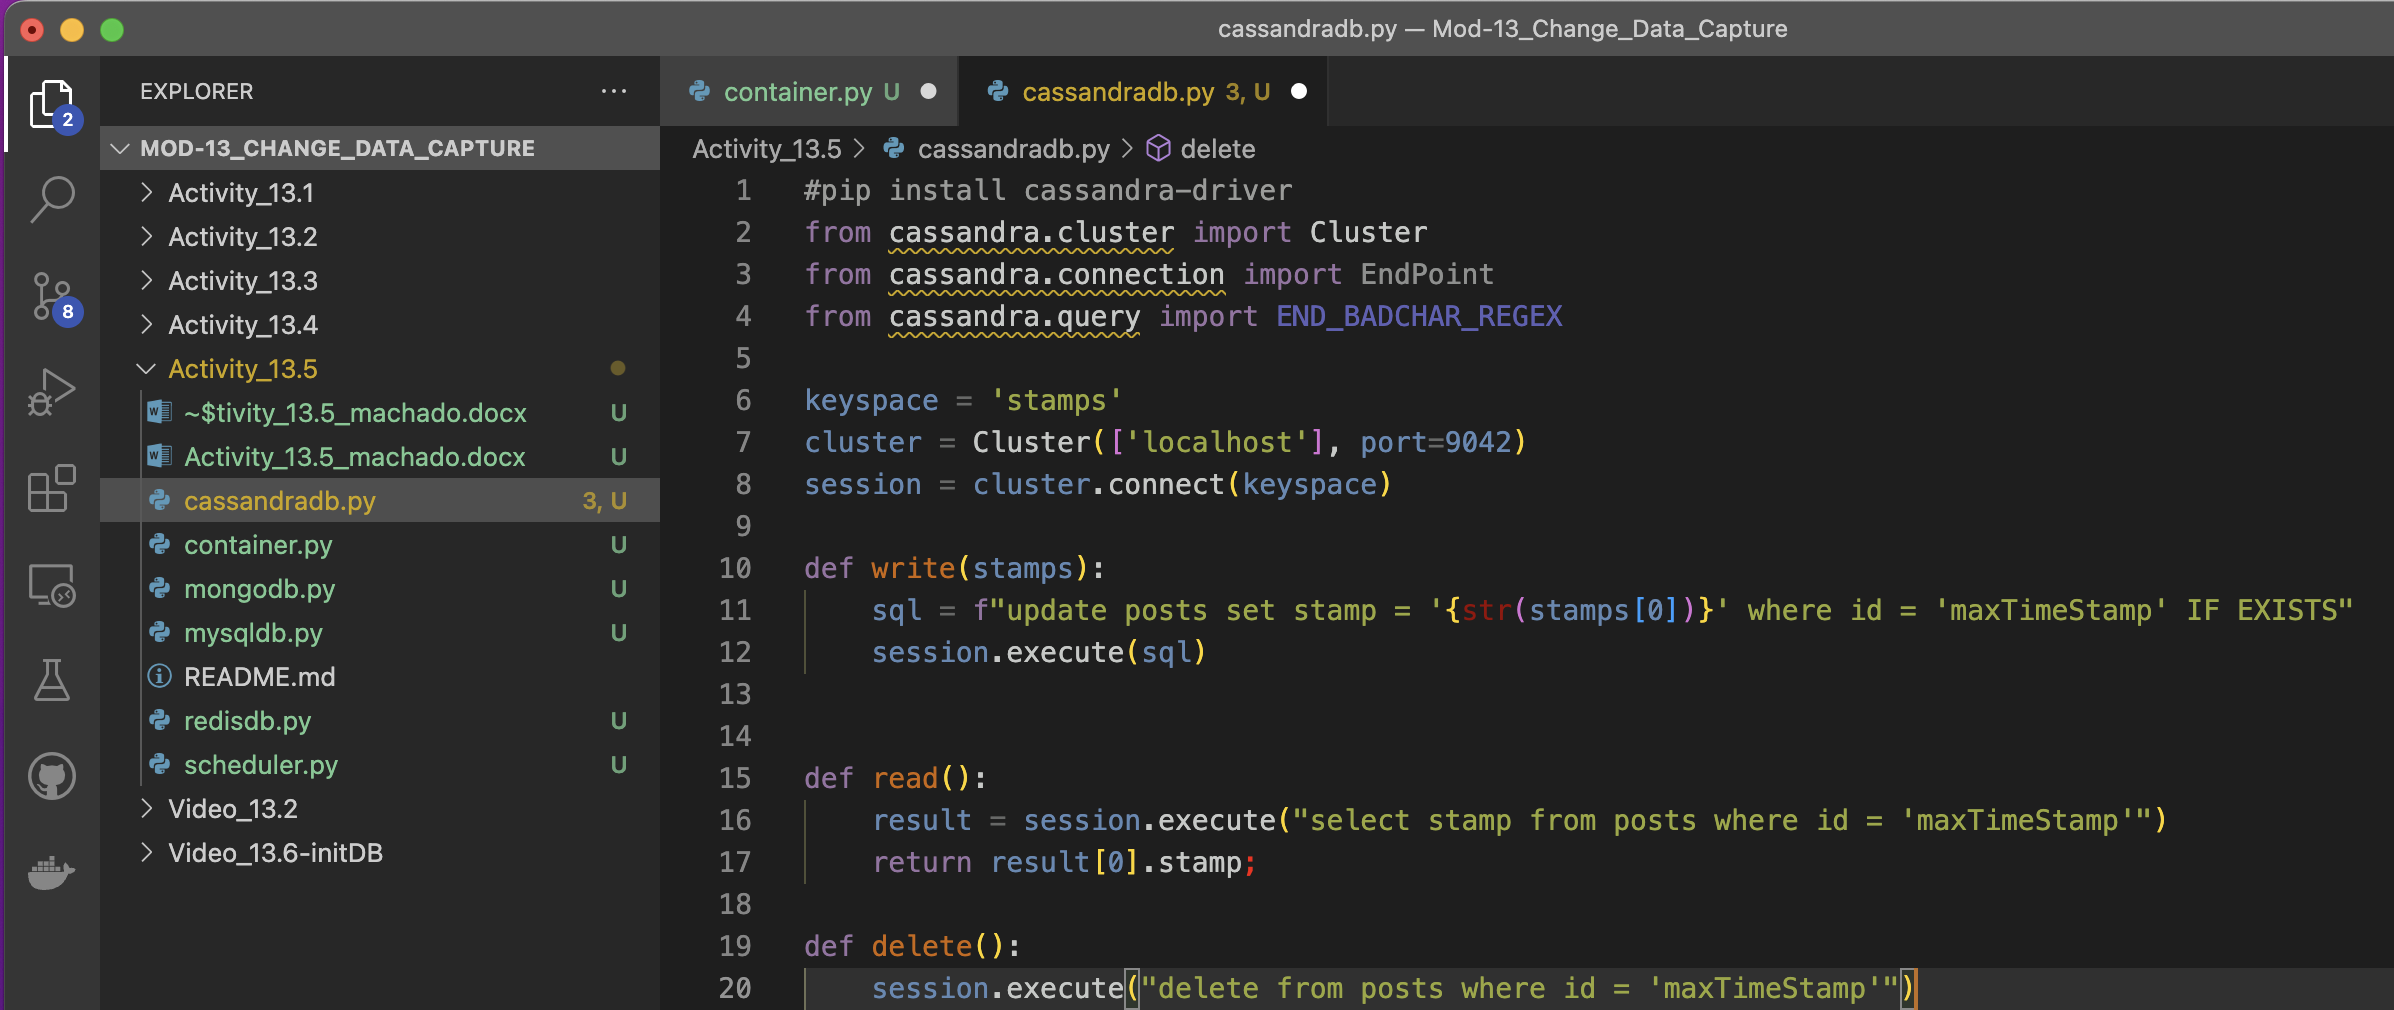 cassandradb.py — Mod-13_Change_Data_Capture
EXPLORER
container.py U
cassandradb.py 3, U
2
MOD-13_CHANGE_DATA_CAPTURE
Activity_13.5 > cassandradb.py > delete
Activity_13.1
Activity_13.2
Activity_13.3
8
Activity_13.4
Activity_13.5
~$tivity_13.5_machado.docx U
Activity_13.5_machado.docx U
cassandradb.py 3, U
container.py U
mongodb.py U
mysqldb.py U
README.md
redisdb.py U
scheduler.py U
Video_13.2
Video_13.6-initDB
1 #pip install cassandra-driver
2 from cassandra.cluster import Cluster
3 from cassandra.connection import EndPoint
4 from cassandra.query import END_BADCHAR_REGEX
5
6 keyspace = 'stamps'
7 cluster = Cluster(['localhost'], port=9042)
8 session = cluster.connect(keyspace)
9
10 def write(stamps):
11     sql = f"update posts set stamp = '{str(stamps[0])}' where id = 'maxTimeStamp' IF EXISTS"
12     session.execute(sql)
13
14
15 def read():
16     result = session.execute("select stamp from posts where id = 'maxTimeStamp'")
17     return result[0].stamp;
18
19 def delete():
20     session.execute("delete from posts where id = 'maxTimeStamp'")